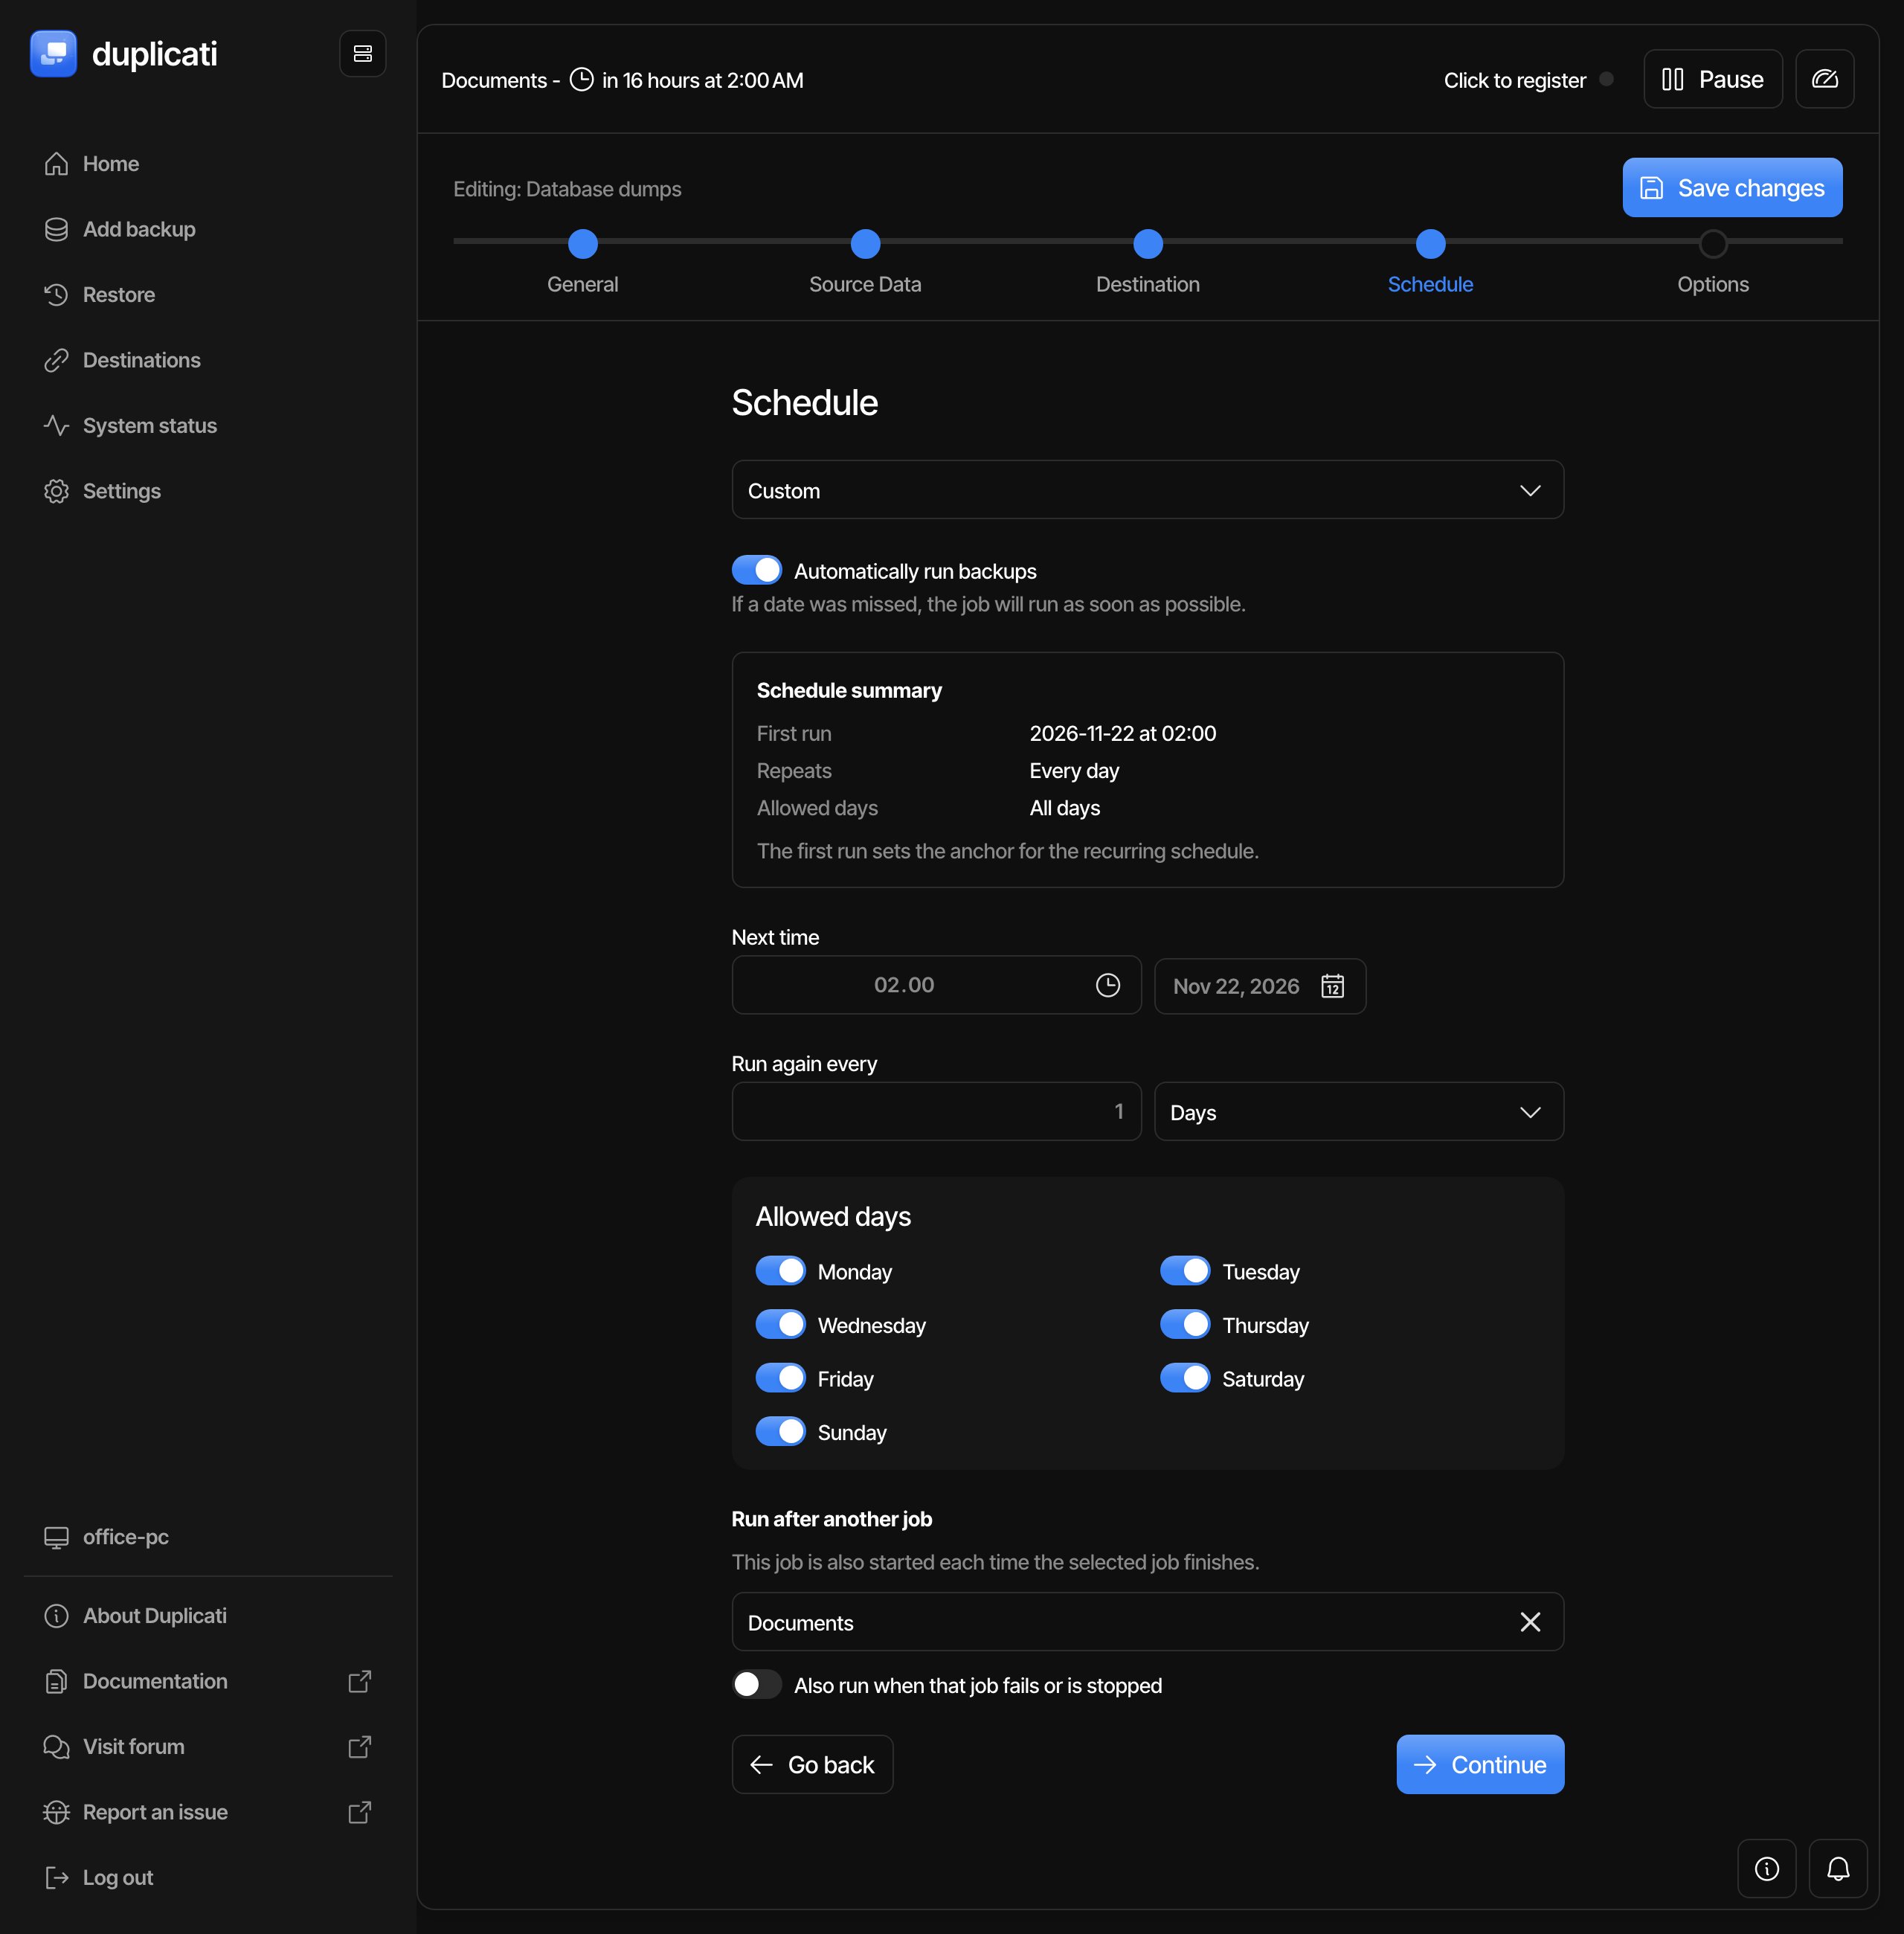 duplicati
Home
Add backup
Restore
Destinations
System status
Settings
office-pc
About Duplicati
Documentation
Visit forum
Report an issue
Log out
Documents - in 16 hours at 2:00 AM
Click to register
Pause
Editing: Database dumps
Save changes
General
Source Data
Destination
Schedule
Options
Schedule
Custom
Automatically run backups
If a date was missed, the job will run as soon as possible.
Schedule summary
First run 2026-11-22 at 02:00
Repeats Every day
Allowed days All days
The first run sets the anchor for the recurring schedule.
Next time
02.00
Nov 22, 2026
12
Run again every
1
Days
Allowed days
Monday
Tuesday
Wednesday
Thursday
Friday
Saturday
Sunday
Run after another job
This job is also started each time the selected job finishes.
Documents
Also run when that job fails or is stopped
Go back
Continue